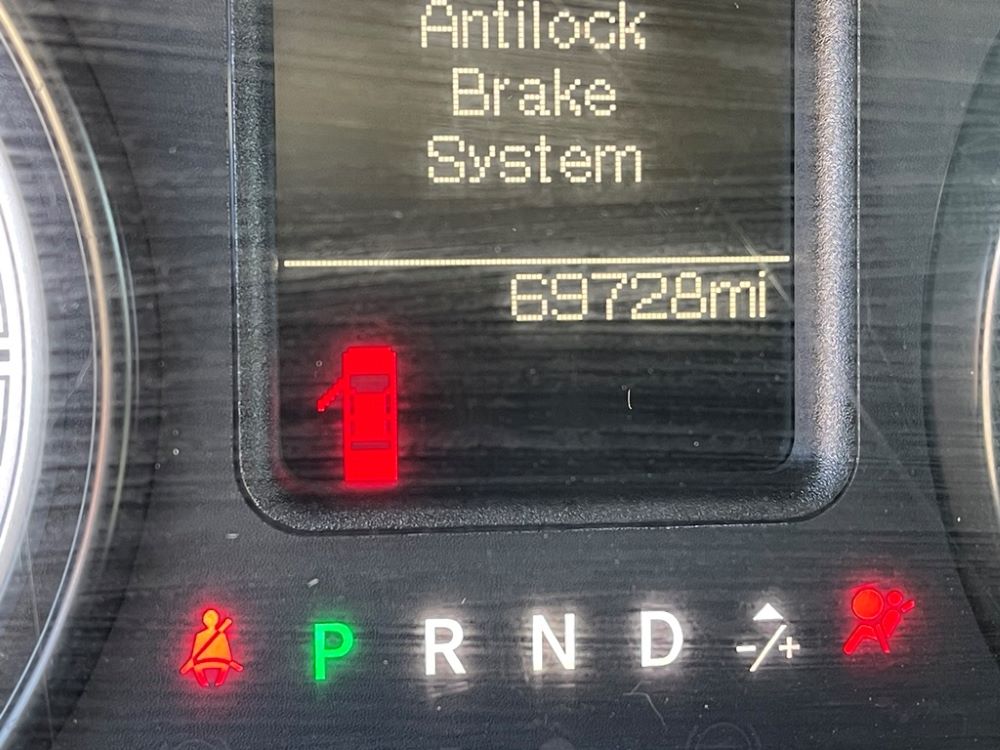 Antilock
Brake
System
69728mi
P R N D -/+